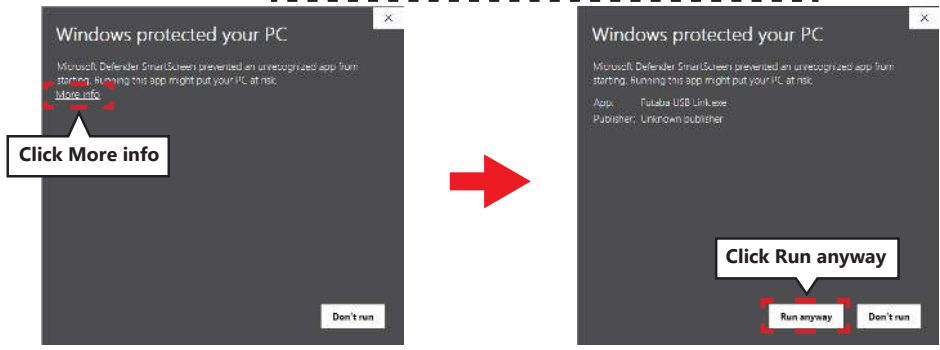 Windows protected your PC
Microsoft Defender SmartScreen prevented an unrecognized app from
starting. Running this app might put your PC at risk.
More info
Click More info
Don't run
Windows protected your PC
Microsoft Defender SmartScreen prevented an unrecognized app from
starting. Running this app might put your PC at risk.
App: Futaba USB Link.exe
Publisher: Unknown publisher
Click Run anyway
Run anyway Don't run